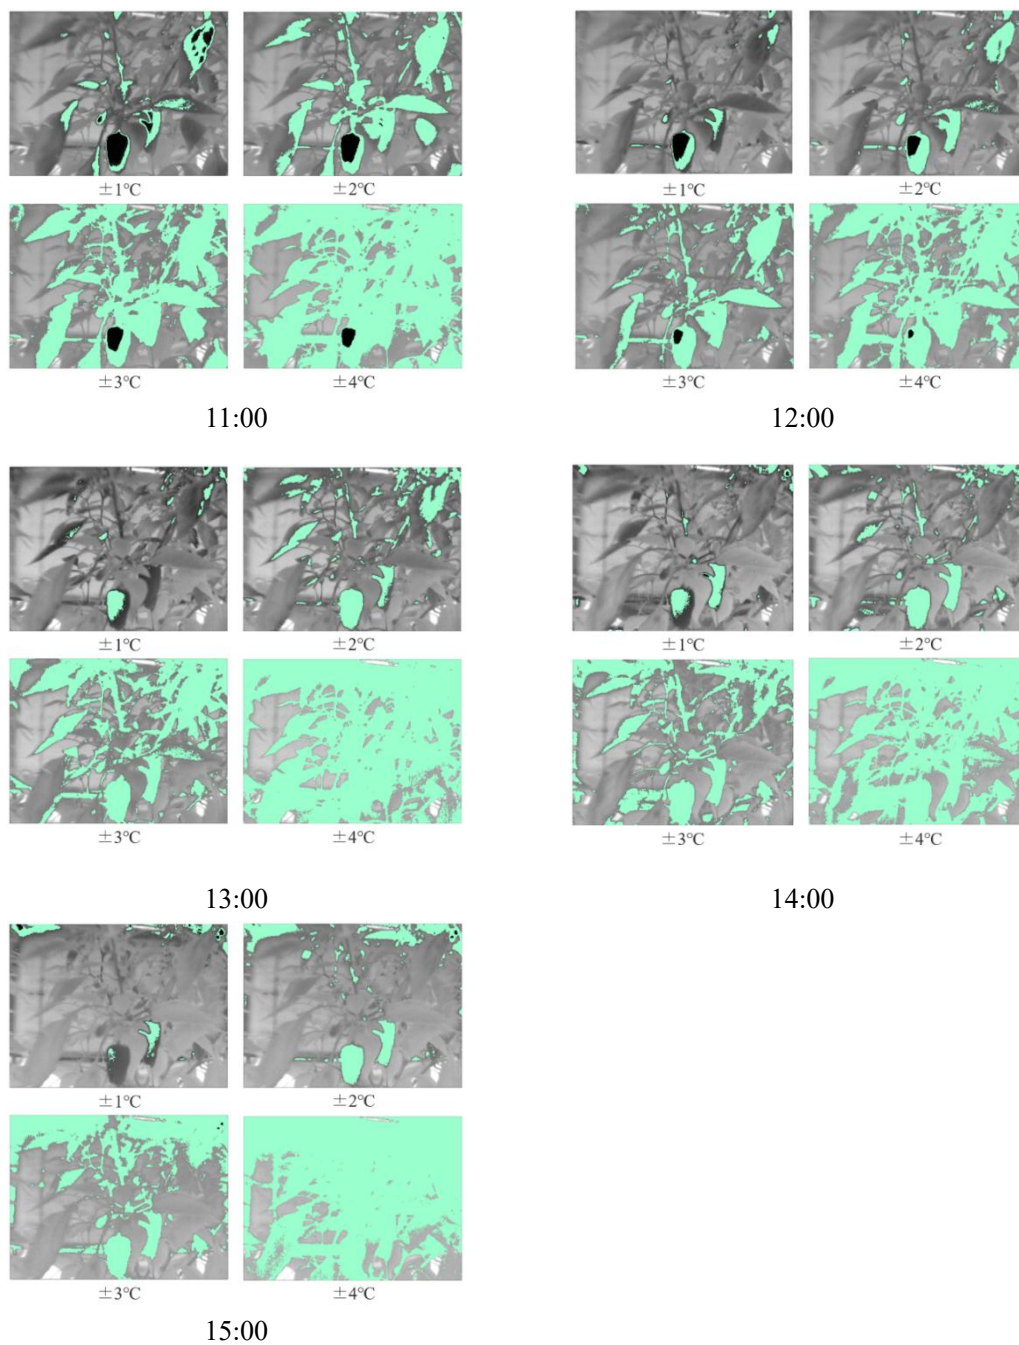 ±1℃ ±2℃ ±1℃ ±2℃
±3℃ ±4℃ ±3℃ ±4℃
11:00 12:00
±1℃ ±2℃ ±1℃ ±2℃
±3℃ ±4℃ ±3℃ ±4℃
13:00 14:00
±1℃ ±2℃
±3℃ ±4℃
15:00